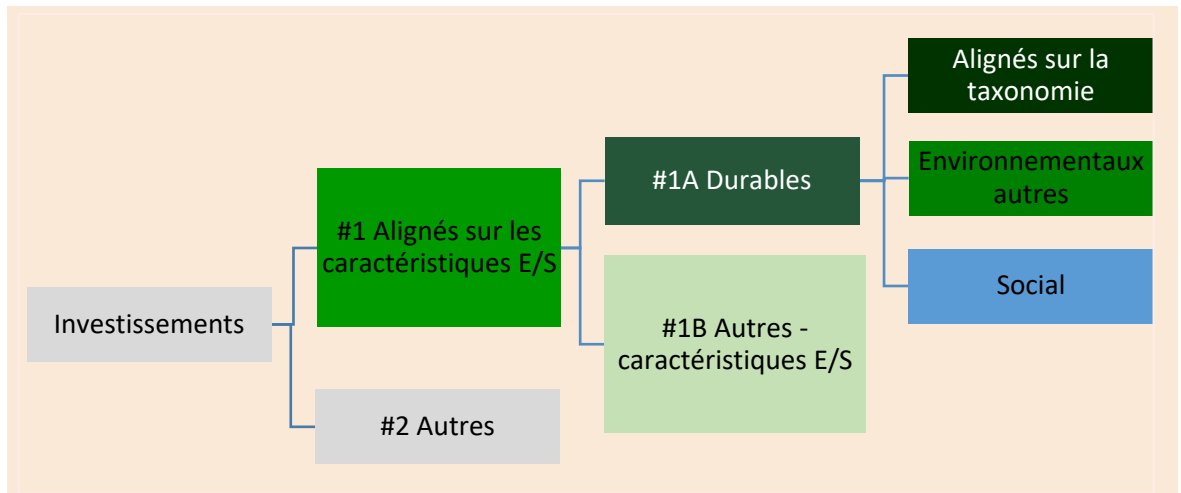 Investissements
#1 Alignés sur les
caractéristiques E/S
#2 Autres
#1A Durables
#1B Autres -
caractéristiques E/S
Alignés sur la
taxonomie
Environnementaux
autres
Social